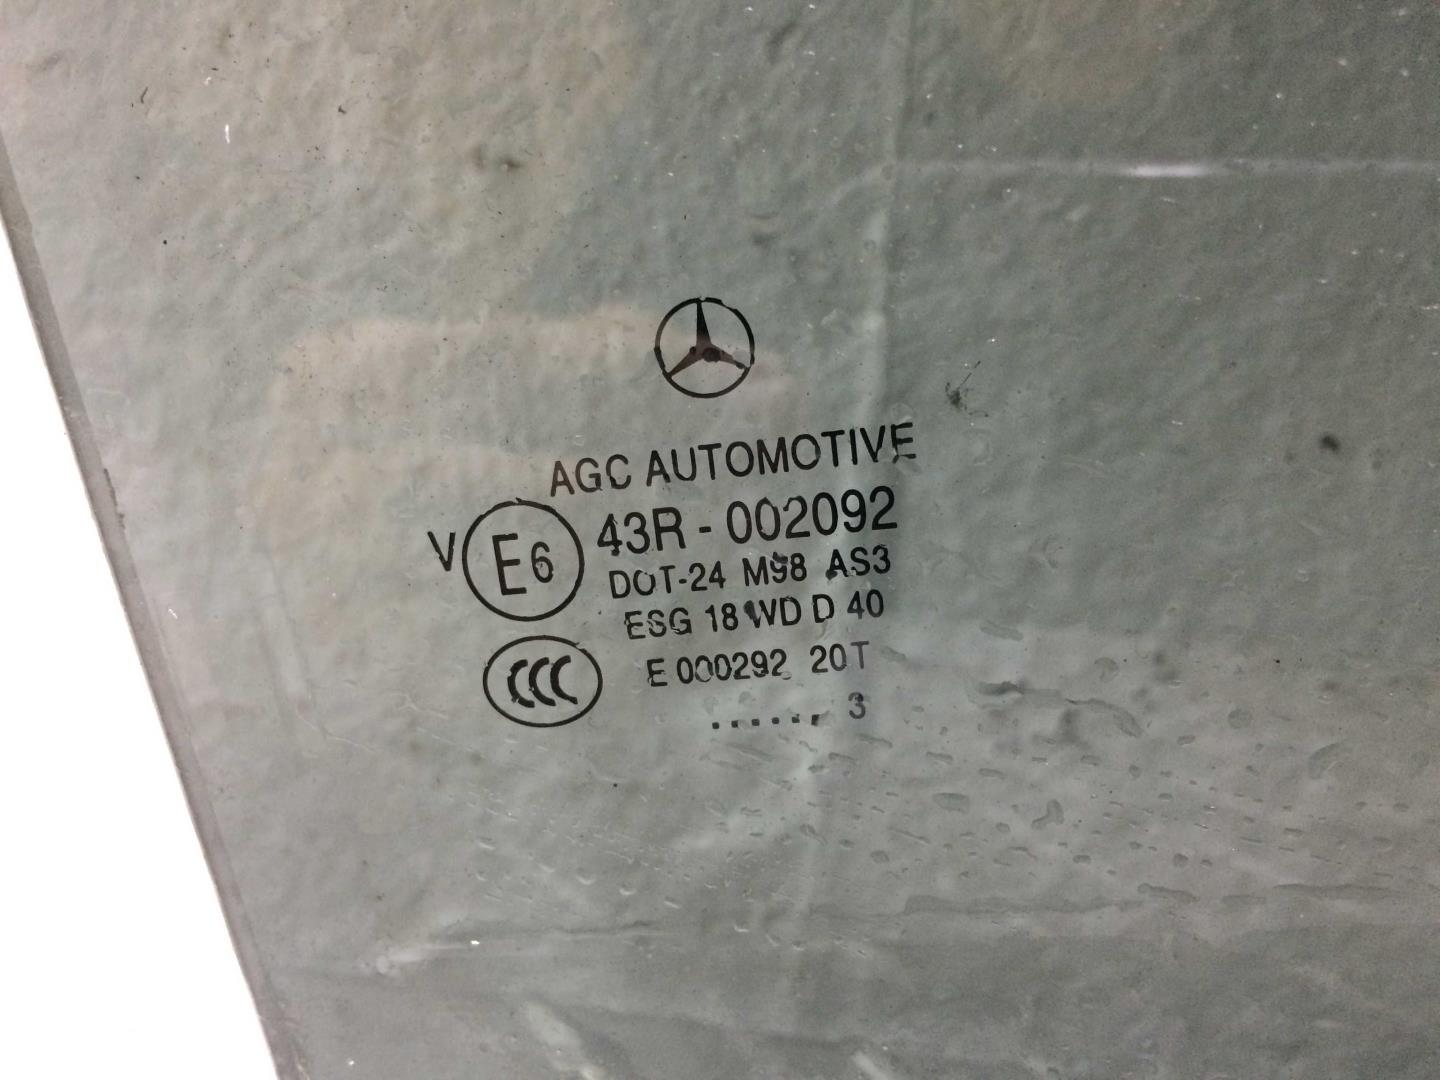 AGC AUTOMOTIVE
V E6 43R - 002092
DOT-24 M98 AS3
ESG 18 WD D 40
CCC E 000292 20T
...... 3